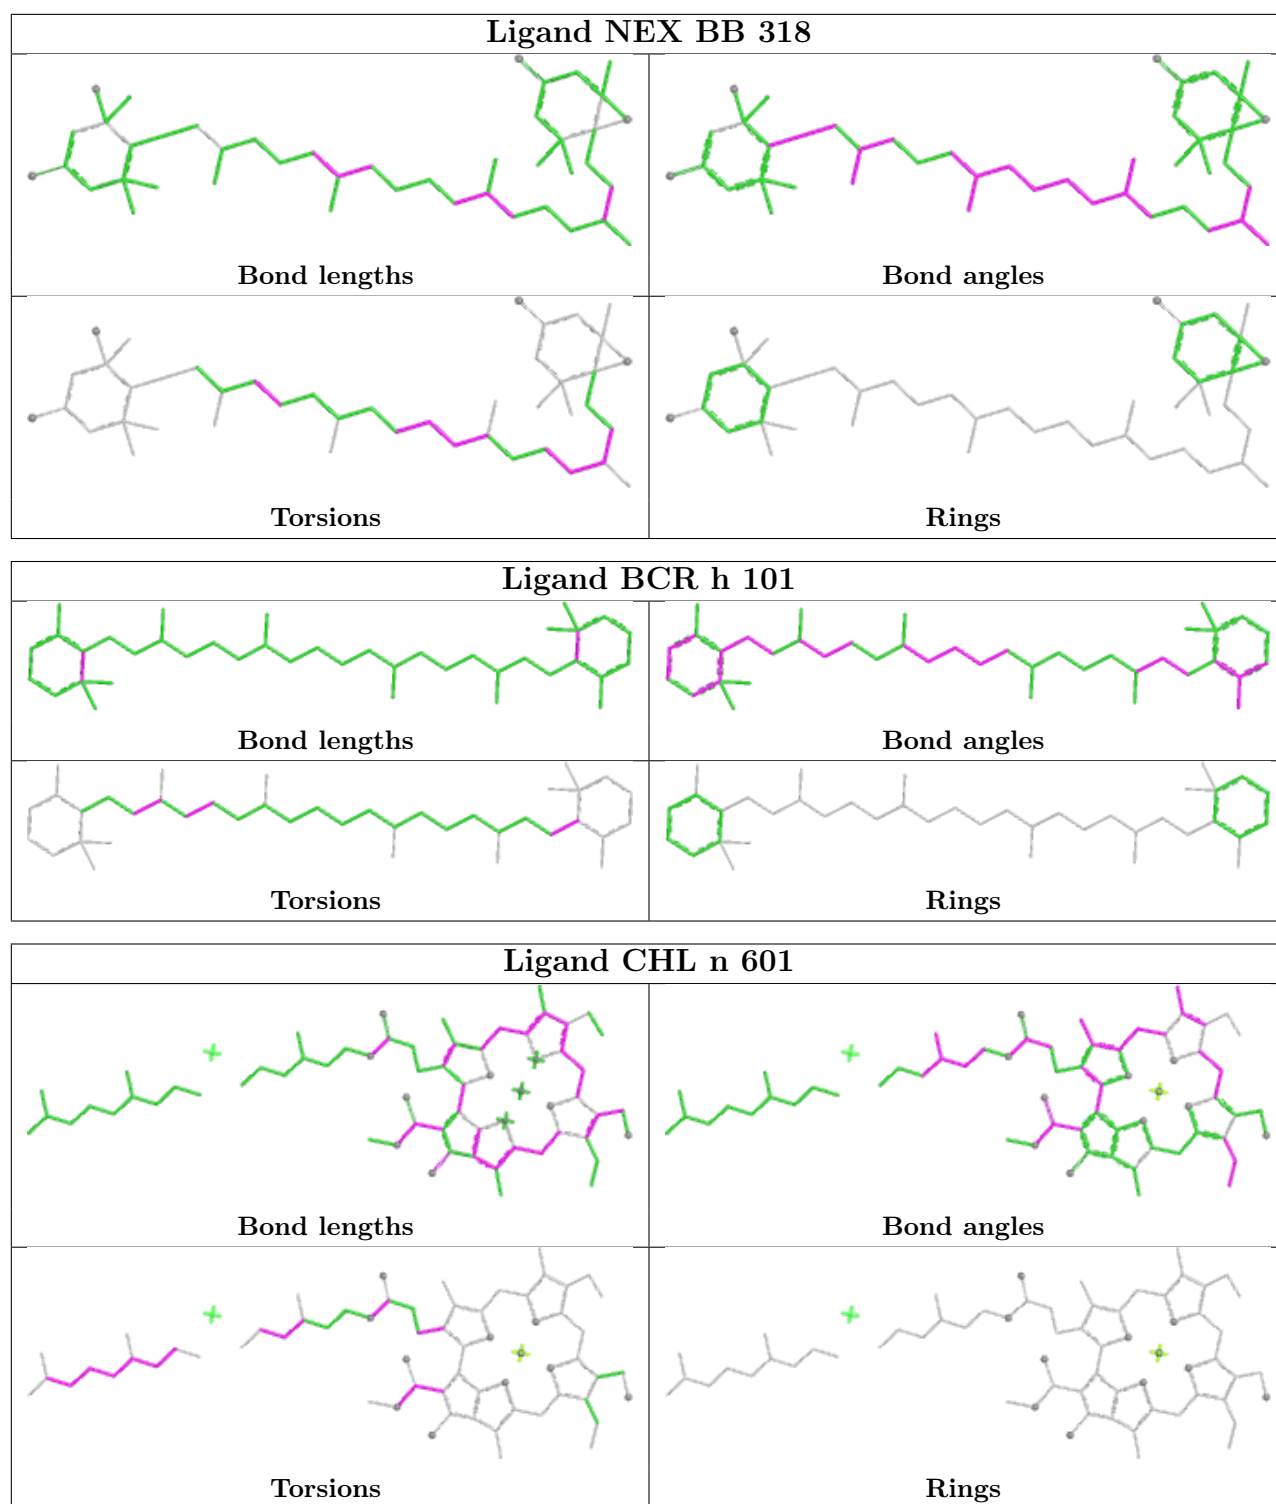 Ligand NEX BB 318
Bond lengths
Bond angles
Torsions
Rings
Ligand BCR h 101
Bond lengths
Bond angles
Torsions
Rings
Ligand CHL n 601
Bond lengths
Bond angles
Torsions
Rings